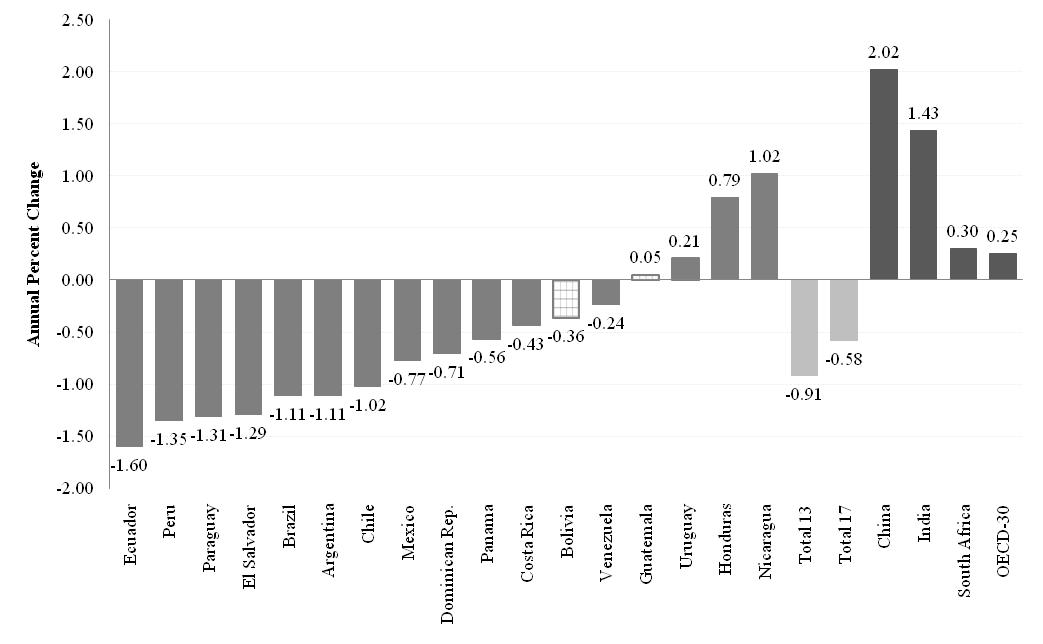 Annual Percent Change
2.50
2.00
1.50
1.00
0.50
0.00
-0.50
-1.00
-1.50
-2.00
-1.60
-1.35
-1.31
-1.29
-1.11
-1.11
-1.02
-0.77
-0.71
-0.56
-0.43
-0.36
-0.24
0.05
0.21
0.79
1.02
-0.91
-0.58
2.02
1.43
0.30
0.25
Ecuador
Peru
Paraguay
El Salvador
Brazil
Argentina
Chile
Mexico
Dominican Rep.
Panama
Costa Rica
Bolivia
Venezuela
Guatemala
Uruguay
Honduras
Nicaragua
Total 13
Total 17
China
India
South Africa
OECD-30